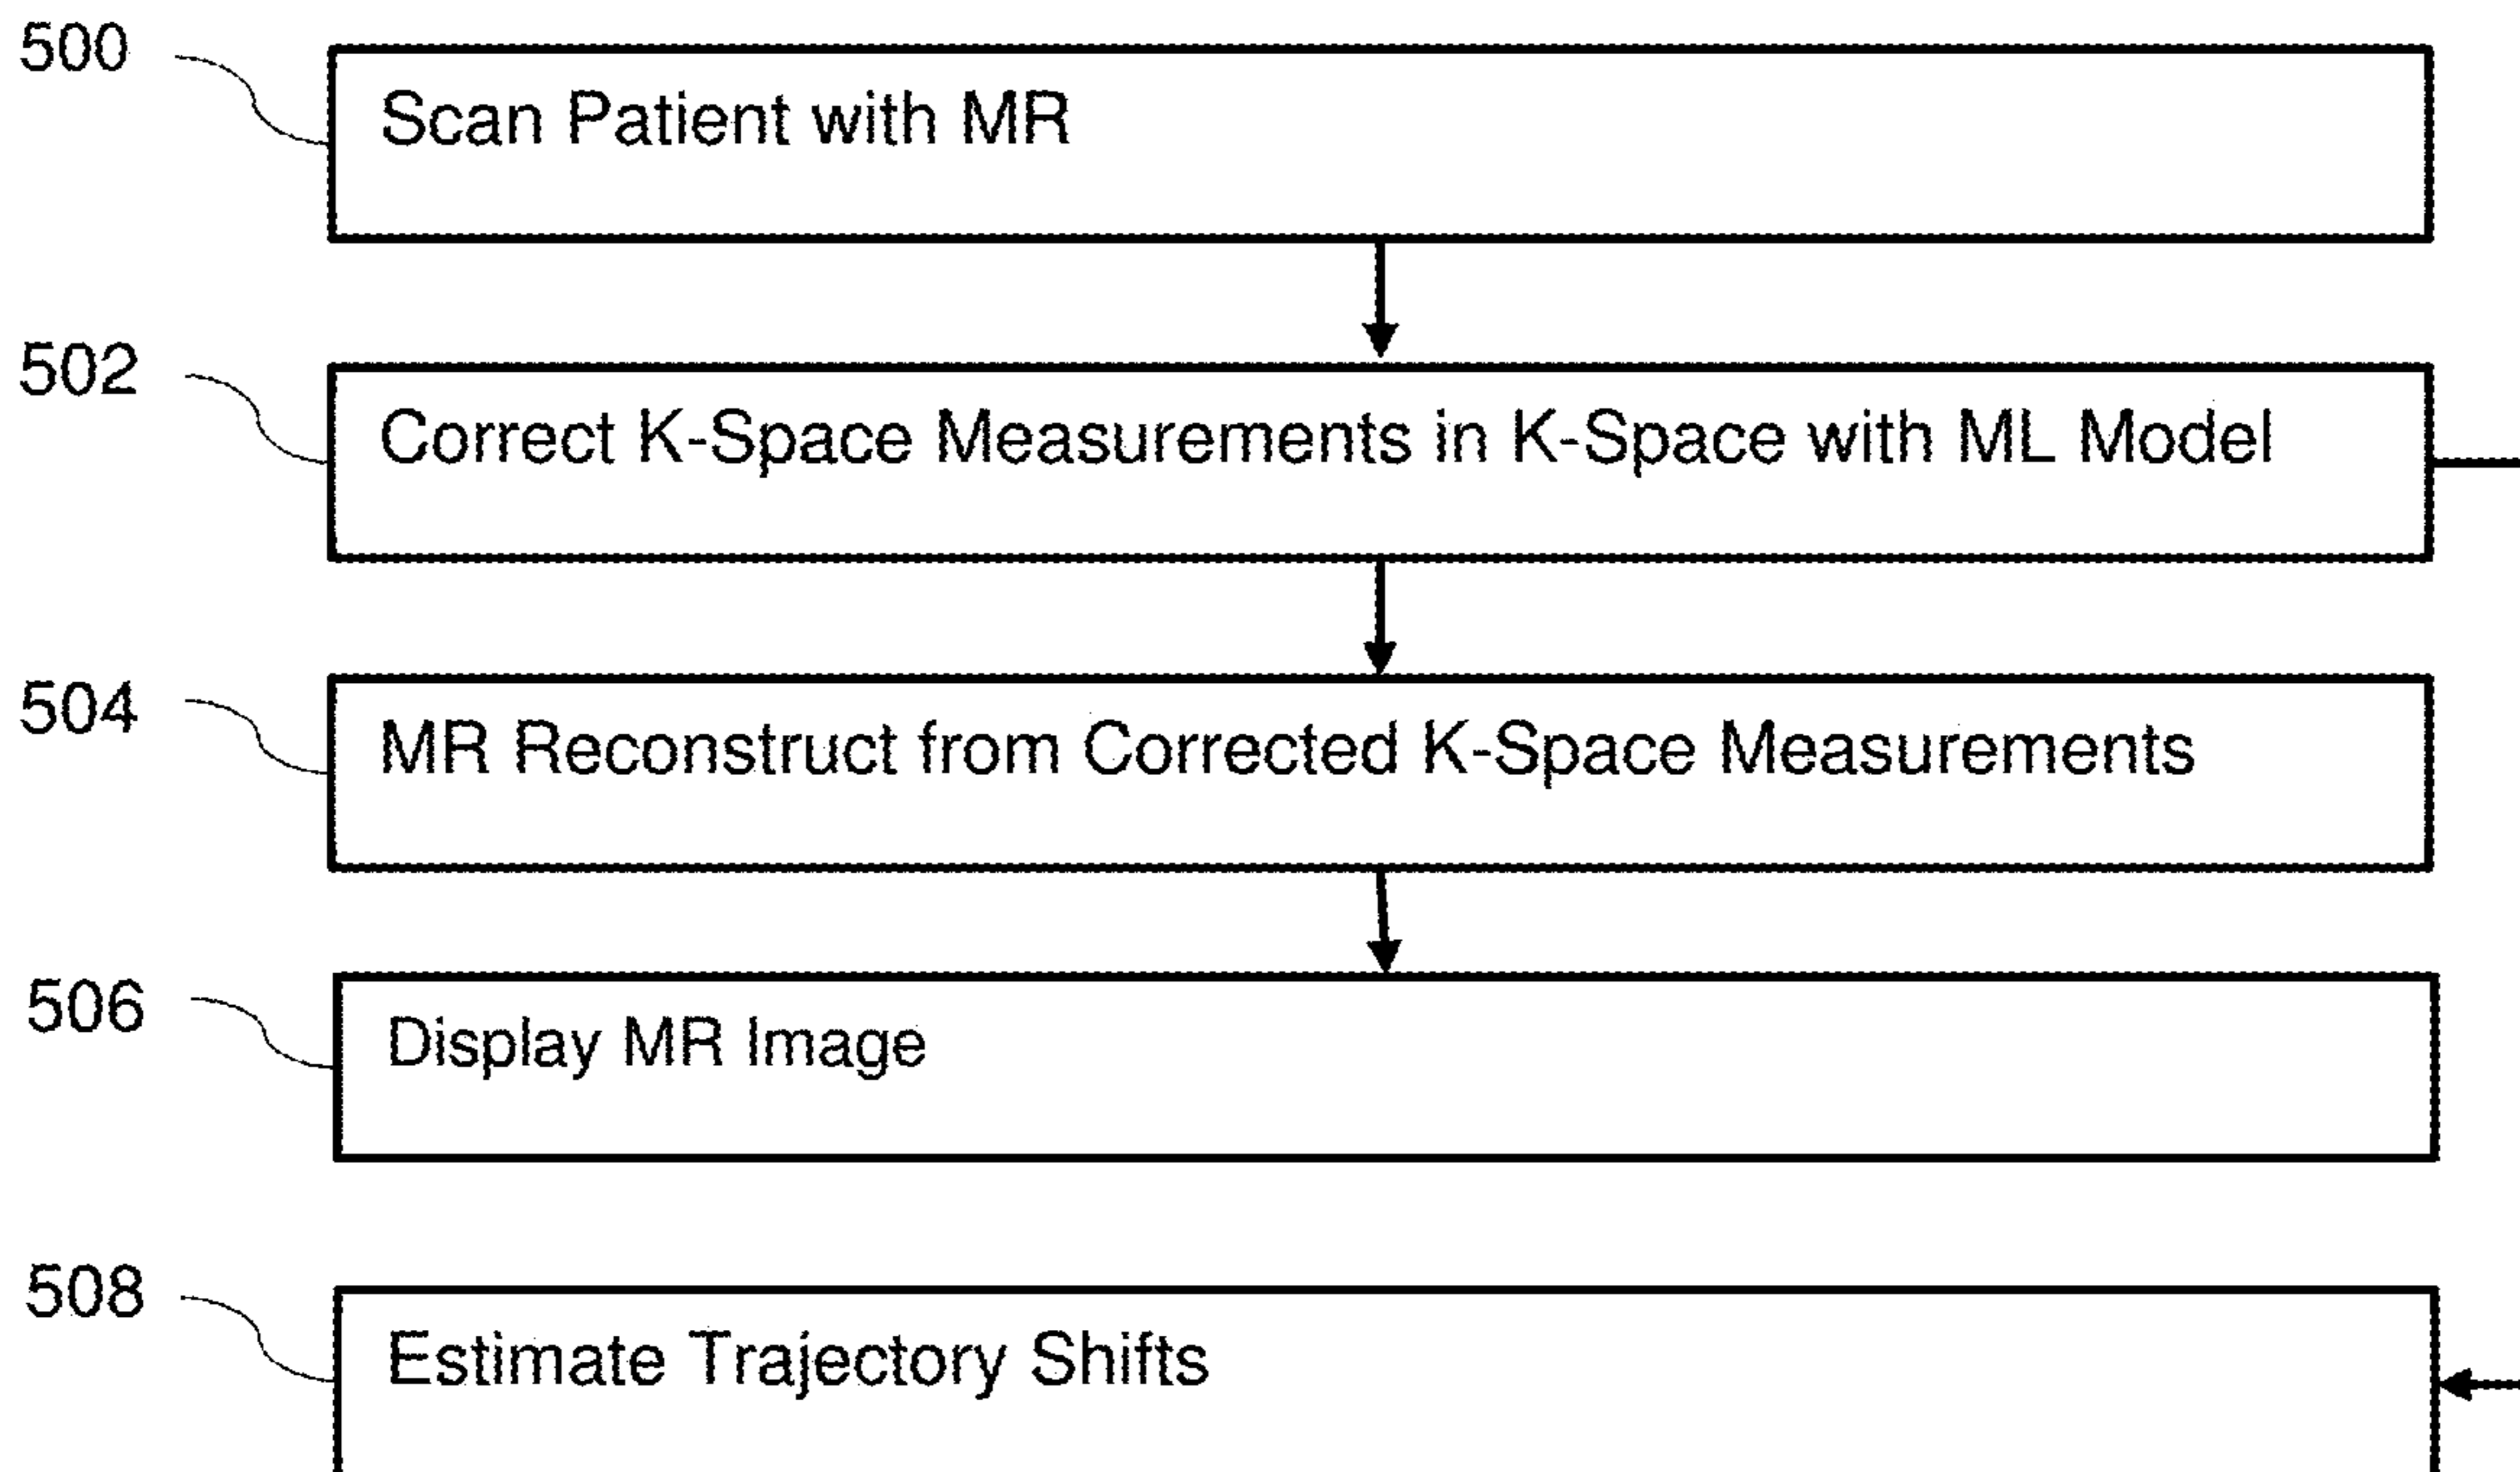 500
Scan Patient with MR
502
Correct K-Space Measurements in K-Space with ML Model
504
MR Reconstruct from Corrected K-Space Measurements
506
Display MR Image
508
Estimate Trajectory Shifts